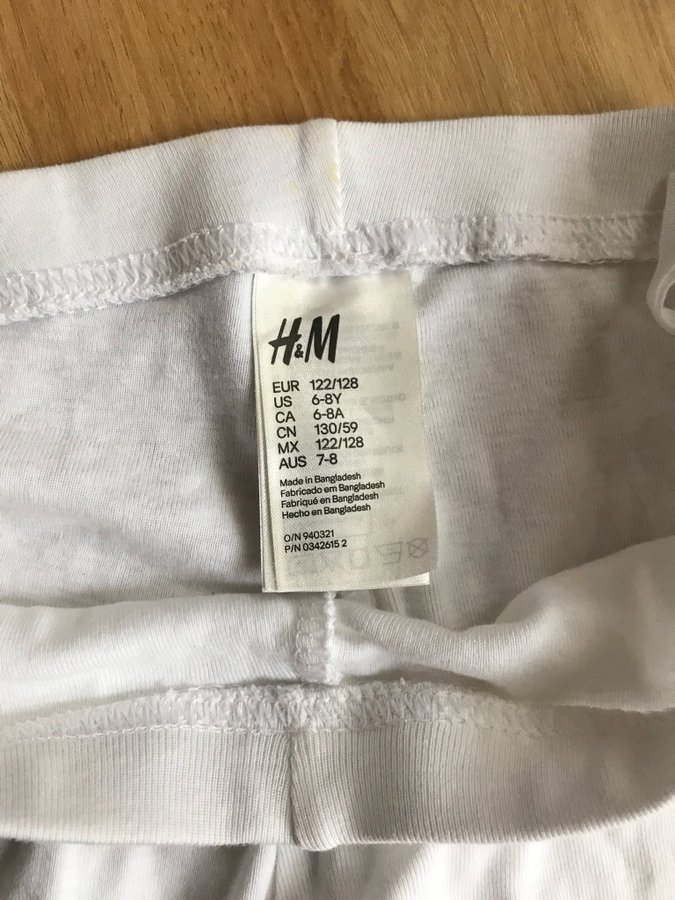 H&M
EUR 122/128
US 6-8Y
CA 6-8A
CN 130/59
MX 122/128
AUS 7-8
Made in Bangladesh
Fabricado em Bangladesh
Fabriqué en Bangladesh
Hecho en Bangladesh
O/N 940321
P/N 0342615 2